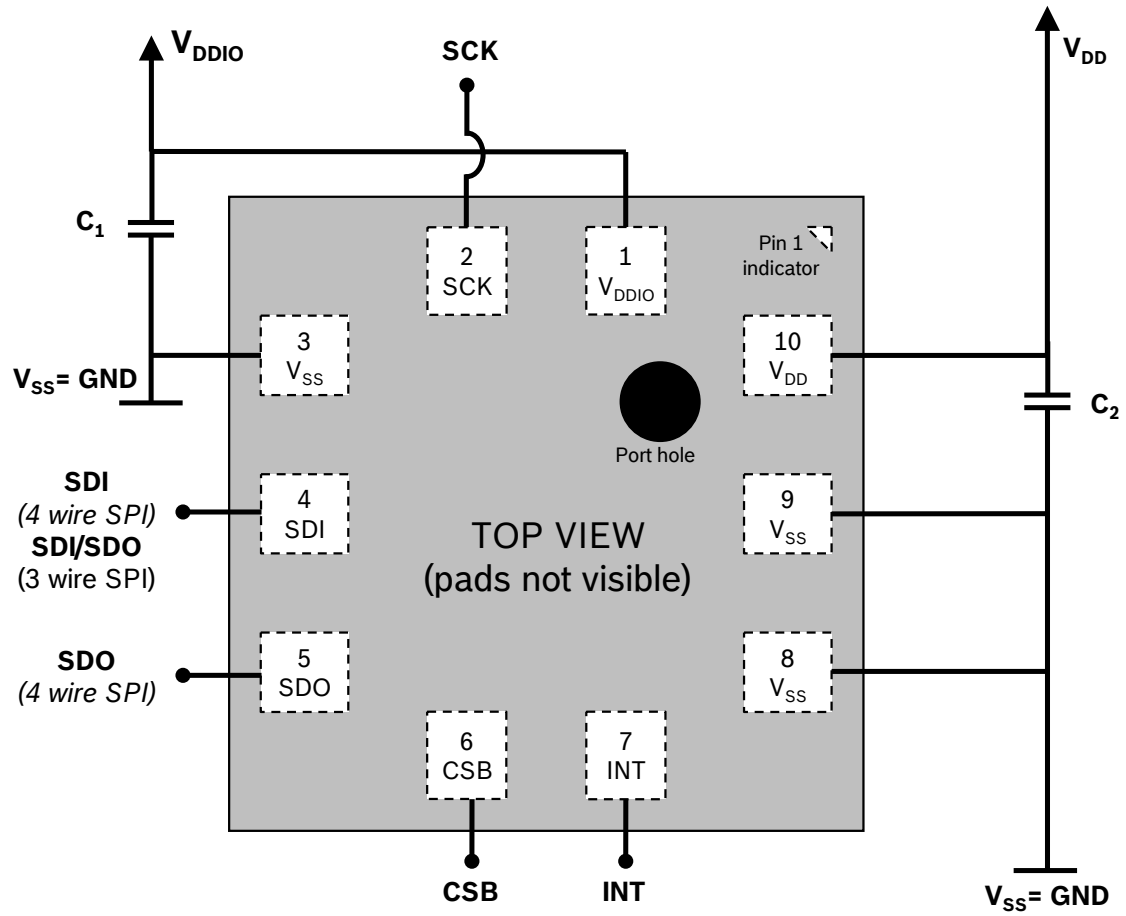 V_DDIO
SCK
V_DD
C_1
2
SCK
1
V_DDIO
Pin 1
indicator
3
V_SS
V_SS= GND
10
V_DD
C_2
Port hole
SDI
(4 wire SPI)
SDI/SDO
(3 wire SPI)
4
SDI
TOP VIEW
(pads not visible)
9
V_SS
SDO
(4 wire SPI)
5
SDO
8
V_SS
6
CSB
7
INT
CSB
INT
V_SS= GND